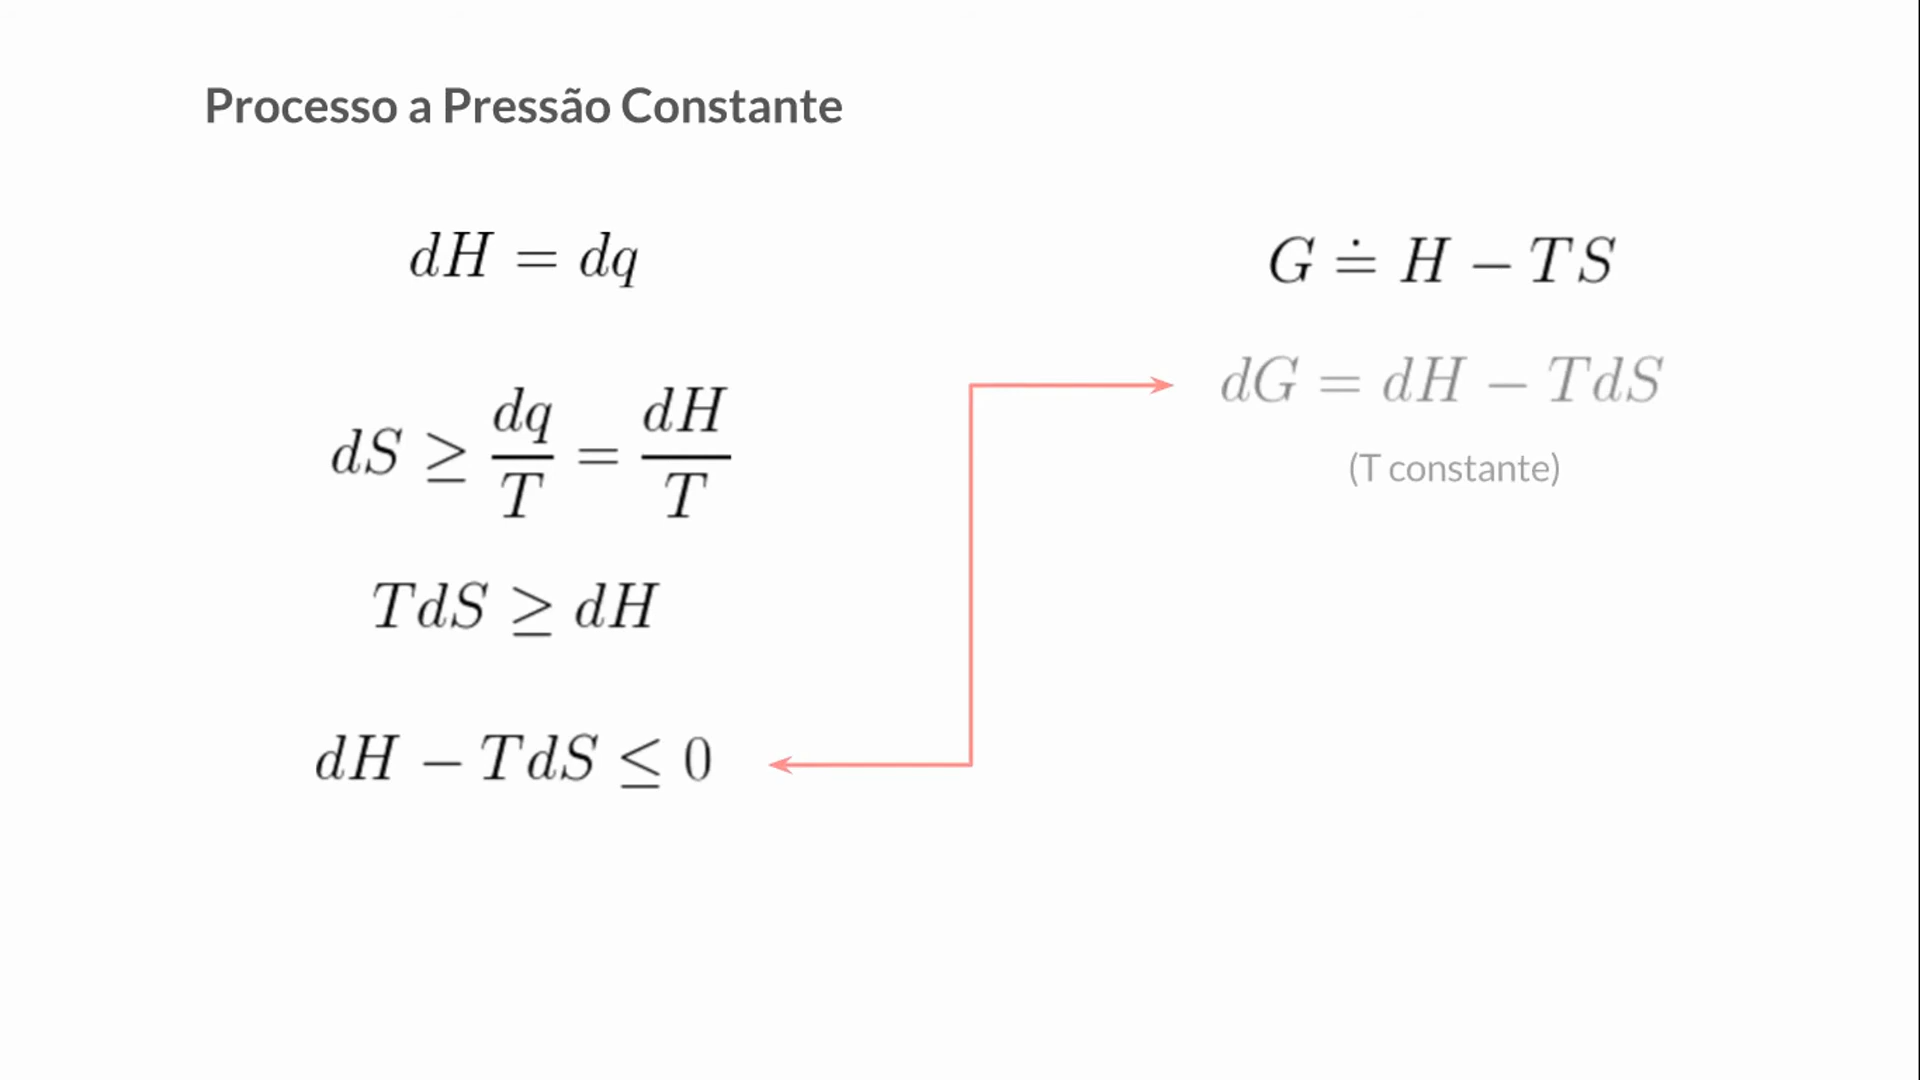 Processo a Pressão Constante
dH = dq
dS ≥ dq/T = dH/T
TdS ≥ dH
dH − TdS ≤ 0
G ≐ H − TS
dG = dH − TdS
(T constante)